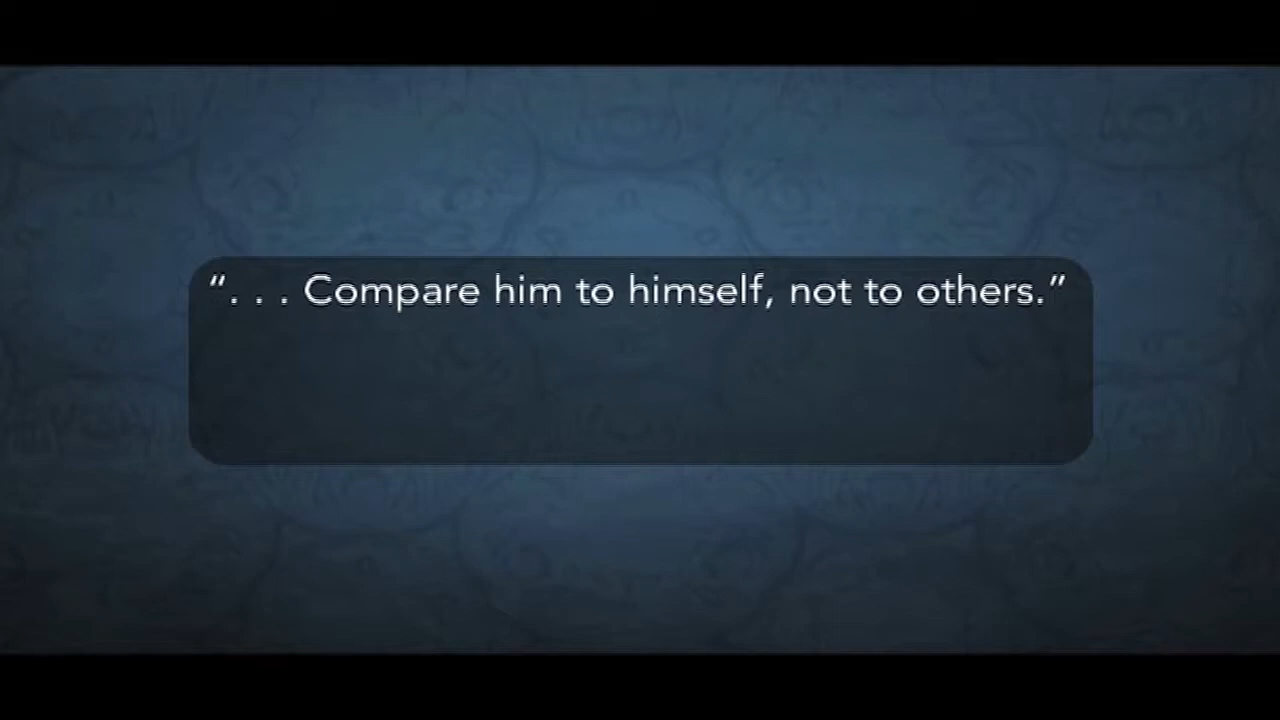 “. . . Compare him to himself, not to others.”